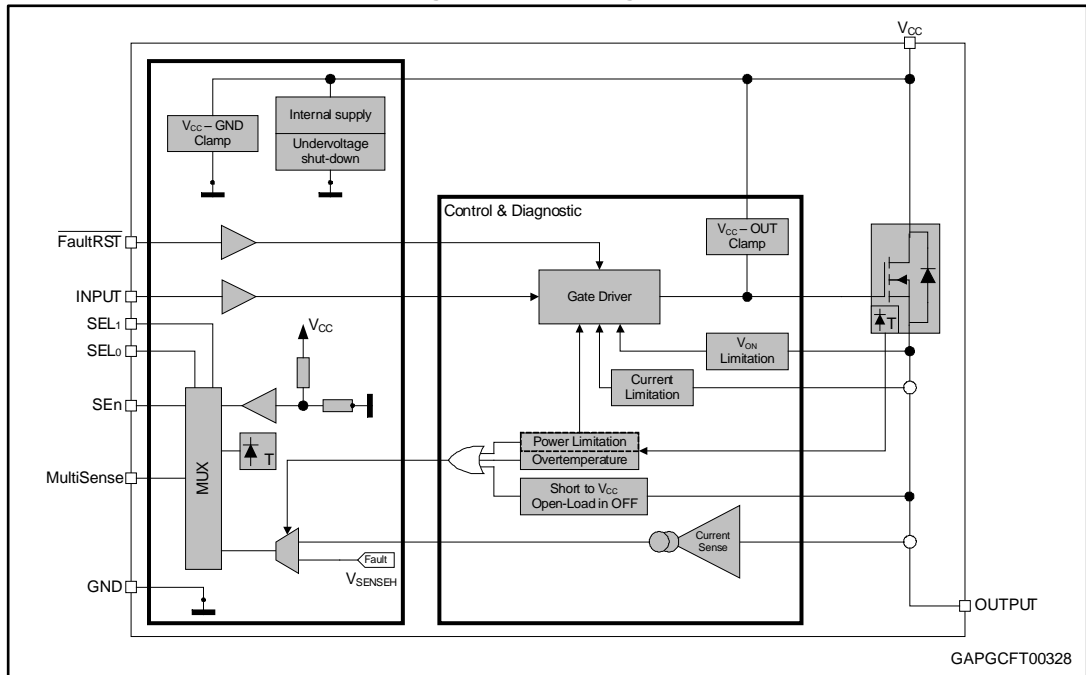 VCC
VCC – GND
Clamp
Internal supply
Undervoltage
shut-down
Control & Diagnostic
VCC – OUT
Clamp
FaultRST
INPUT
SEL1
SEL0
SEn
MultiSense
GND
Gate Driver
VCC
T
VON
Limitation
Current
Limitation
MUX
T
Power Limitation
Overtemperature
Short to VCC
Open-Load in OFF
Current
Sense
Fault
VSENSEH
OUTPUT
GAPGCFT00328